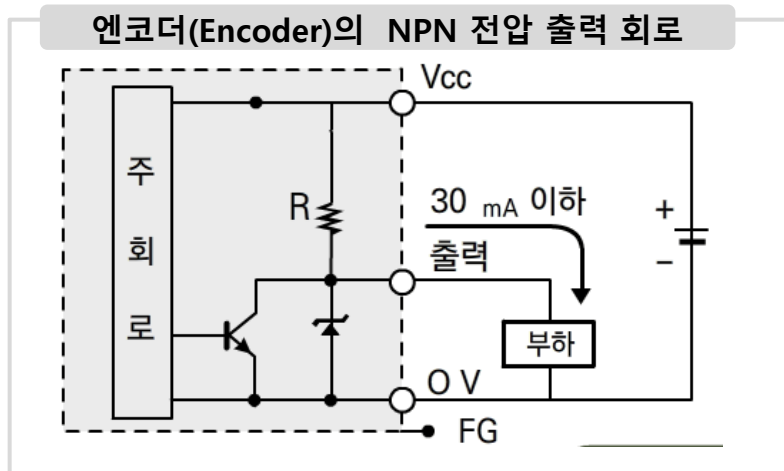 엔코더(Encoder)의 NPN 전압 출력 회로
Vcc
주
회
로
R
30 mA 이하
출력
+
−
부하
O V
FG